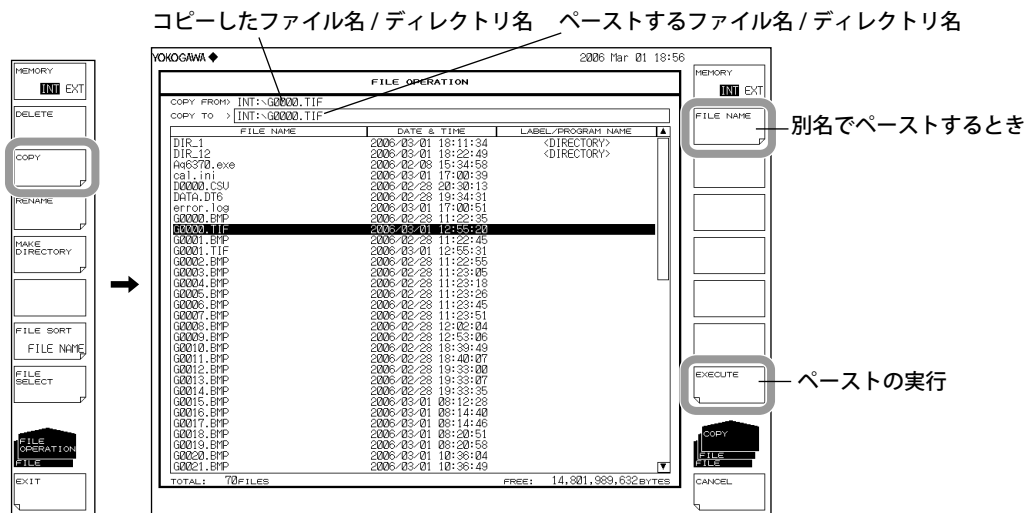 コピーしたファイル名 / ディレクトリ名
ペーストするファイル名 / ディレクトリ名
MEMORY
INT EXT
DELETE
COPY
RENAME
MAKE
DIRECTORY
FILE SORT
FILE NAME
FILE
SELECT
FILE
OPERATION
FILE
EXIT
→
YOKOGAWA ◆ 2006 Mar 01 18:56
FILE OPERATION
COPY FROM> INT:\G0000.TIF
COPY TO > INT:\G0000.TIF
FILE NAME DATE & TIME LABEL/PROGRAM NAME
DIR_1 2006/03/01 18:11:34 <DIRECTORY>
DIR_12 2006/03/01 18:22:49 <DIRECTORY>
Aq6370.exe 2006/02/08 15:34:58
cal.ini 2006/03/01 17:00:39
D0000.CSV 2006/02/28 20:30:13
DATA.DT6 2006/02/28 19:34:31
error.log 2006/03/01 17:00:51
G0000.BMP 2006/02/28 11:22:35
G0000.TIF 2006/03/01 12:55:20
G0001.BMP 2006/02/28 11:22:45
G0001.TIF 2006/03/01 12:55:31
G0002.BMP 2006/02/28 11:22:55
G0003.BMP 2006/02/28 11:23:05
G0004.BMP 2006/02/28 11:23:18
G0005.BMP 2006/02/28 11:23:26
G0006.BMP 2006/02/28 11:23:45
G0007.BMP 2006/02/28 11:23:51
G0008.BMP 2006/02/28 12:02:04
G0009.BMP 2006/02/28 12:53:06
G0010.BMP 2006/02/28 18:39:49
G0011.BMP 2006/02/28 18:40:07
G0012.BMP 2006/02/28 19:33:00
G0013.BMP 2006/02/28 19:33:07
G0014.BMP 2006/02/28 19:33:35
G0015.BMP 2006/03/01 08:12:28
G0016.BMP 2006/03/01 08:14:40
G0017.BMP 2006/03/01 08:14:46
G0018.BMP 2006/03/01 08:20:51
G0019.BMP 2006/03/01 08:20:58
G0020.BMP 2006/03/01 10:36:04
G0021.BMP 2006/03/01 10:36:49
TOTAL: 70FILES FREE: 14,801,989,632BYTES
MEMORY
INT EXT
FILE NAME
別名でペーストするとき
EXECUTE
ペーストの実行
COPY
FILE
FILE
CANCEL